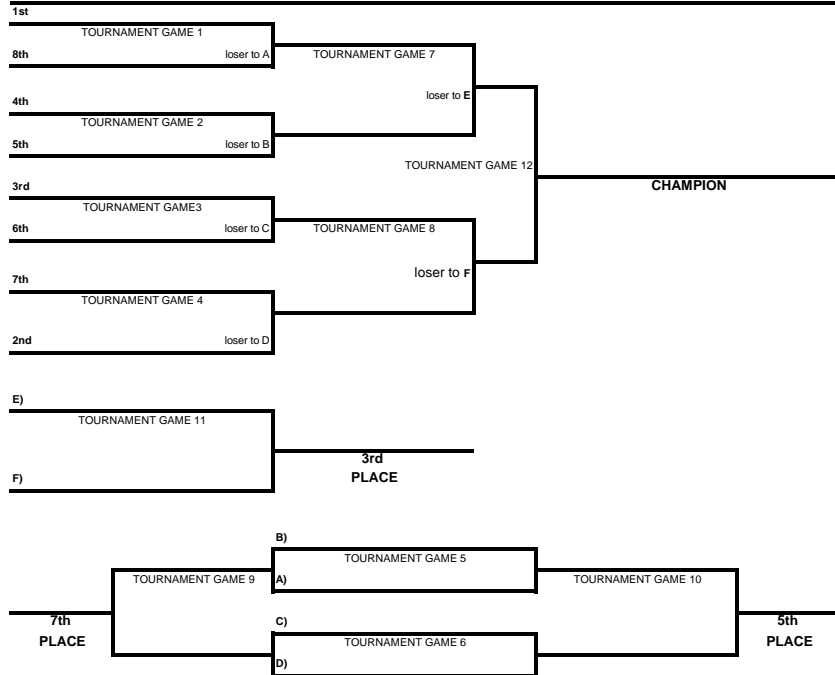 1st
TOURNAMENT GAME 1
8th loser to A
TOURNAMENT GAME 7
loser to E
4th
TOURNAMENT GAME 2
5th loser to B
TOURNAMENT GAME 12
CHAMPION
3rd
TOURNAMENT GAME3
6th loser to C
TOURNAMENT GAME 8
loser to F
7th
TOURNAMENT GAME 4
2nd loser to D
E)
TOURNAMENT GAME 11
3rd
PLACE
F)
B)
TOURNAMENT GAME 5
TOURNAMENT GAME 9
A)
TOURNAMENT GAME 10
7th
PLACE
C)
5th
PLACE
TOURNAMENT GAME 6
D)